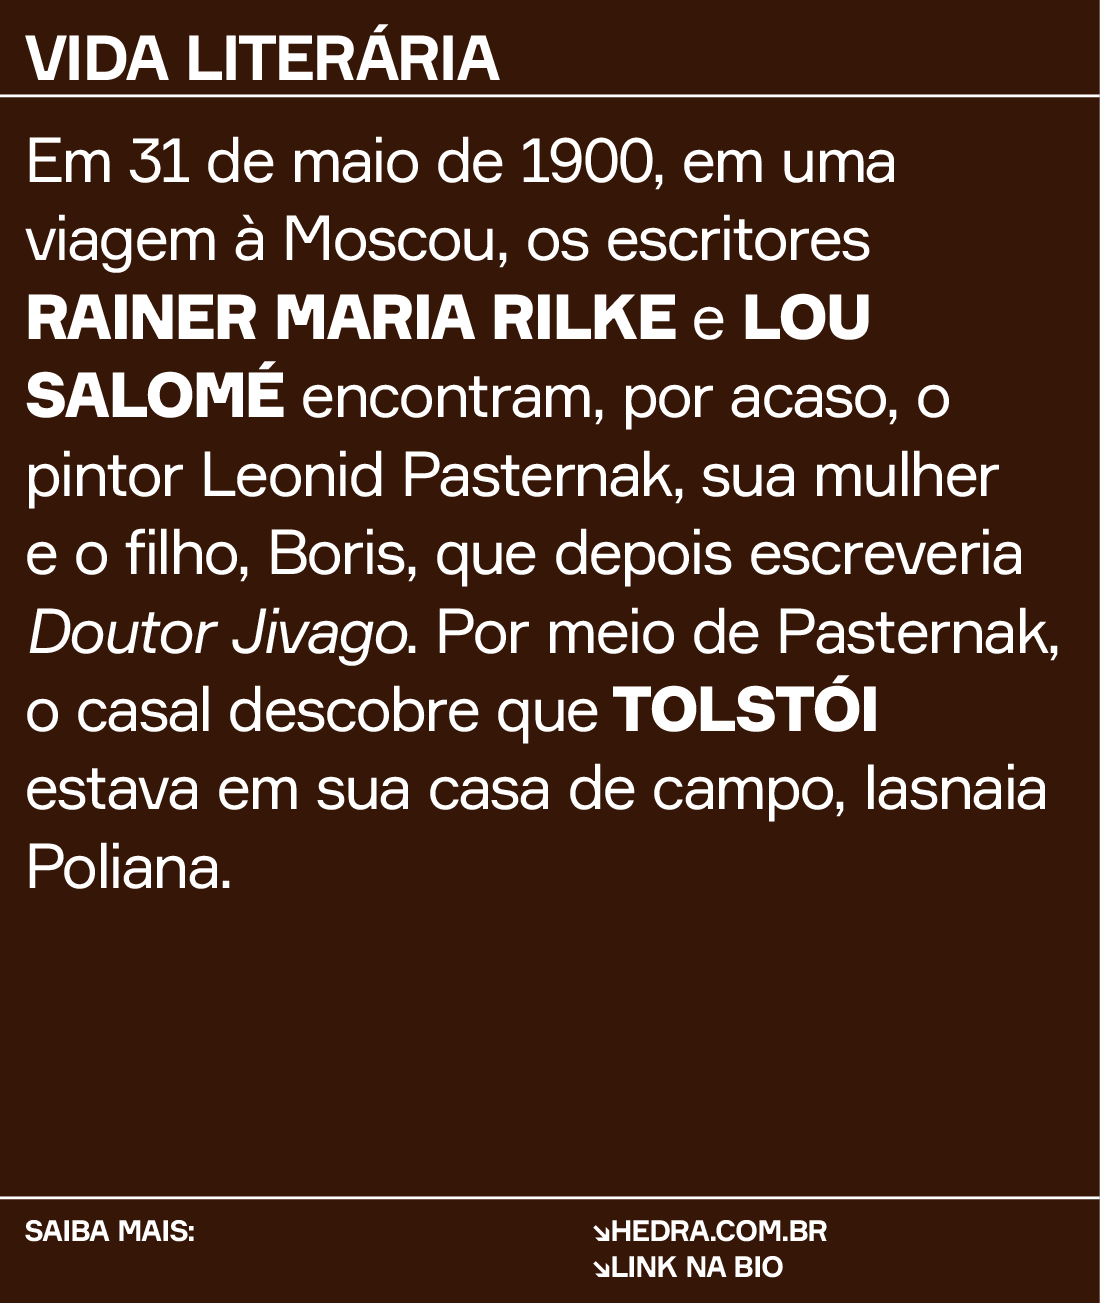 VIDA LITERÁRIA
Em 31 de maio de 1900, em uma
viagem à Moscou, os escritores
RAINER MARIA RILKE e LOU
SALOMÉ encontram, por acaso, o
pintor Leonid Pasternak, sua mulher
e o filho, Boris, que depois escreveria
Doutor Jivago. Por meio de Pasternak,
o casal descobre que TOLSTÓI
estava em sua casa de campo, Iasnaia
Poliana.
SAIBA MAIS:
↘HEDRA.COM.BR
↘LINK NA BIO